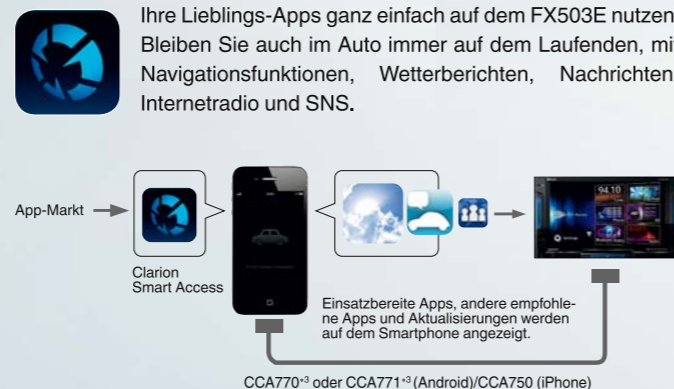 Ihre Lieblings-Apps ganz einfach auf dem FX503E nutzen
Bleiben Sie auch im Auto immer auf dem Laufenden, mi
Navigationsfunktionen, Wetterberichten, Nachrichten
Internetradio und SNS.
App-Markt
Clarion
Smart Access
94.10
Einsatzbereite Apps, andere empfohle-
ne Apps und Aktualisierungen werden
auf dem Smartphone angezeigt.
CCA770*3 oder CCA771*3 (Android)/CCA750 (iPhone)